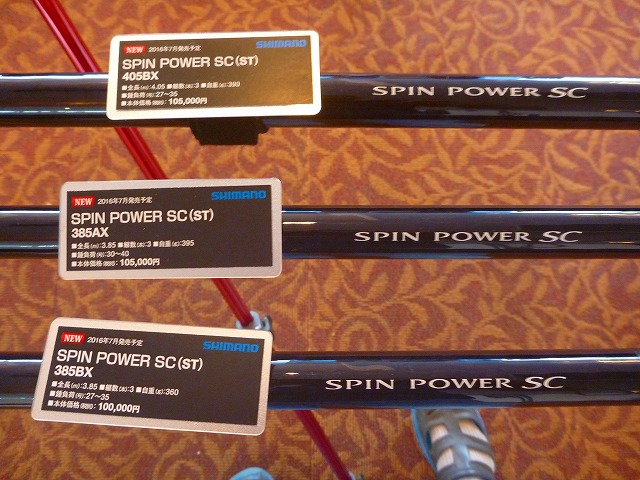 NEW 2016年7月発売予定 SHIMANO
SPIN POWER SC(ST)
405BX
■全長(m):4.05 ■継数(本):3 ■自重(g):390
■錘負荷(号):27〜35
■本体価格(税別):105,000円
SPIN POWER SC
NEW 2016年7月発売予定 SHIMANO
SPIN POWER SC(ST)
385AX
■全長(m):3.85 ■継数(本):3 ■自重(g):395
■錘負荷(号):30〜40
■本体価格(税別):105,000円
SPIN POWER SC
NEW 2016年7月発売予定 SHIMANO
SPIN POWER SC(ST)
385BX
■全長(m):3.85 ■継数(本):3 ■自重(g):360
■錘負荷(号):27〜35
■本体価格(税別):100,000円
SPIN POWER SC